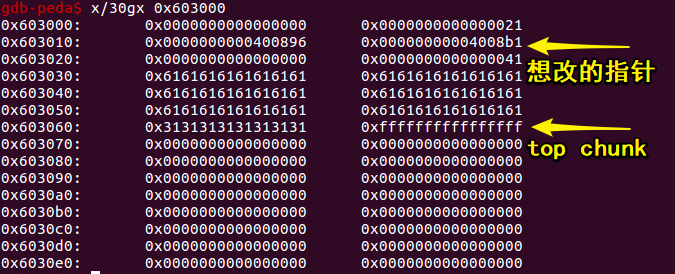 gdb-peda$ x/30gx 0x603000
0x603000: 0x0000000000000000 0x0000000000000021
0x603010: 0x0000000000400896 0x00000000004008b1
0x603020: 0x0000000000000000 0x0000000000000041
想改的指针
0x603030: 0x6161616161616161 0x6161616161616161
0x603040: 0x6161616161616161 0x6161616161616161
0x603050: 0x6161616161616161 0x6161616161616161
0x603060: 0x3131313131313131 0xffffffffffffffff
top chunk
0x603070: 0x0000000000000000 0x0000000000000000
0x603080: 0x0000000000000000 0x0000000000000000
0x603090: 0x0000000000000000 0x0000000000000000
0x6030a0: 0x0000000000000000 0x0000000000000000
0x6030b0: 0x0000000000000000 0x0000000000000000
0x6030c0: 0x0000000000000000 0x0000000000000000
0x6030d0: 0x0000000000000000 0x0000000000000000
0x6030e0: 0x0000000000000000 0x0000000000000000